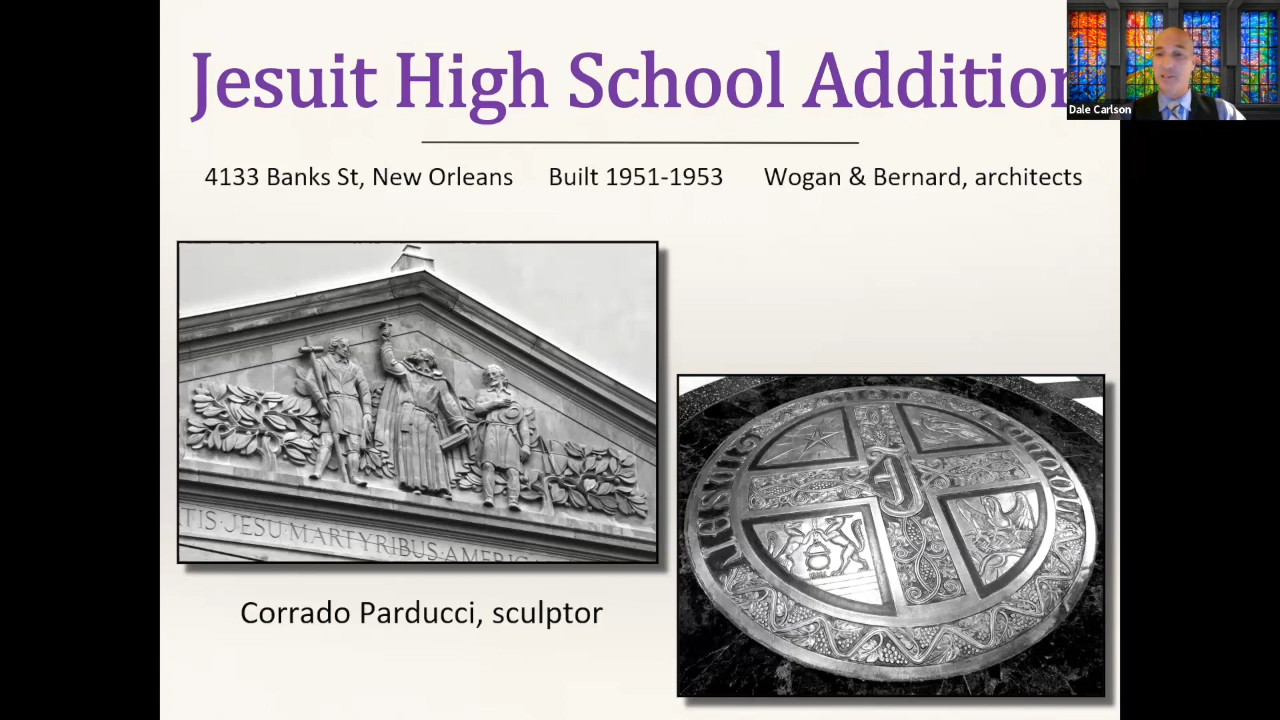 Jesuit High School Addition
Dale Carlson
4133 Banks St, New Orleans Built 1951-1953 Wogan & Bernard, architects
TIS·JESU MARTYRIBUS·AMERIC
JESUIT
Corrado Parducci, sculptor